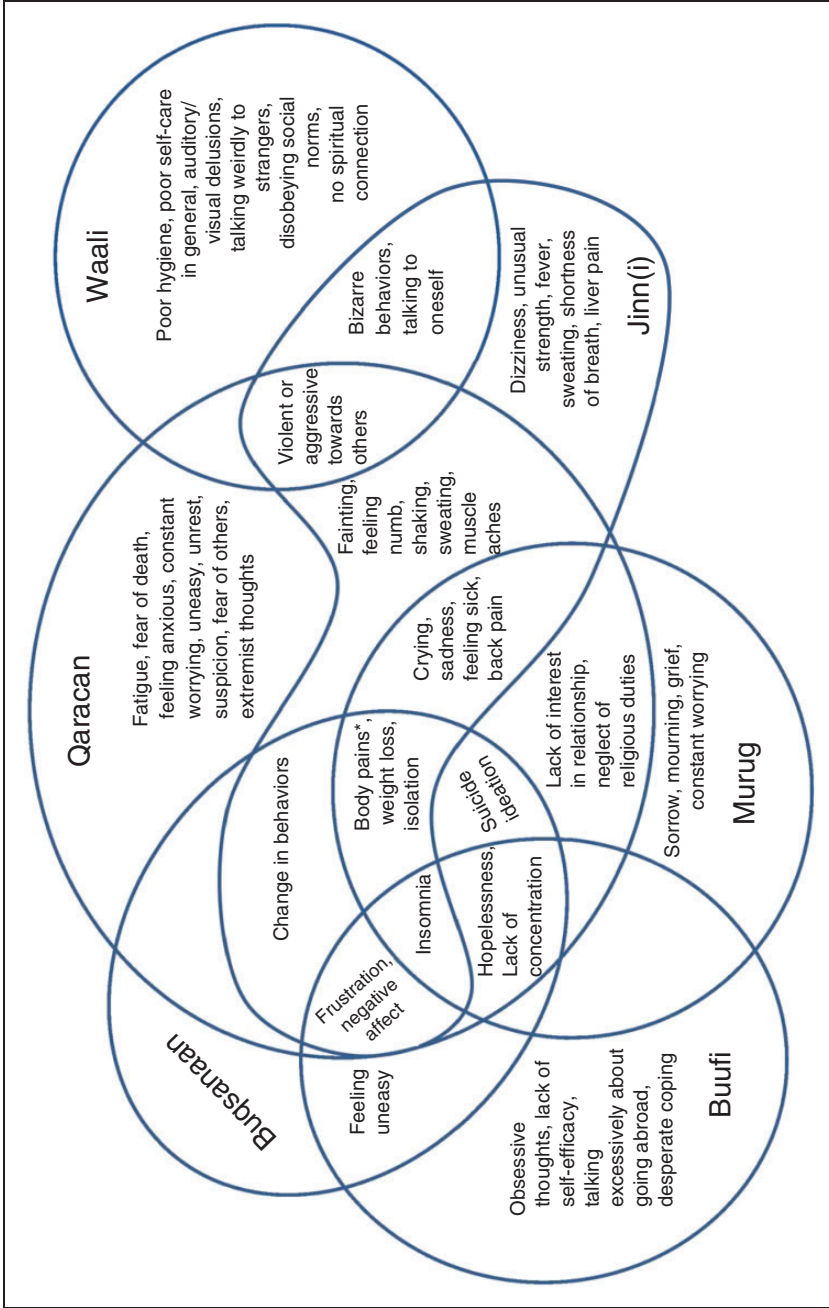 Buqsanaan
Qaracan
Waali
Fatigue, fear of death,
feeling anxious, constant
worrying, uneasy, unrest,
suspicion, fear of others,
extremist thoughts
Poor hygiene, poor self-care
in general, auditory/
visual delusions,
talking weirdly to
strangers,
disobeying social
norms,
no spiritual
connection
Change in behaviors
Violent or
aggressive
towards
others
Bizarre
behaviors,
talking to
oneself
Feeling
uneasy
Frustration,
negative
affect
Insomnia
Body pains*,
weight loss,
isolation
Crying,
sadness,
feeling sick,
back pain
Fainting,
feeling
numb,
shaking,
sweating,
muscle
aches
Hopelessness,
Lack of
concentration
Suicide
ideation
Lack of interest
in relationship,
neglect of
religious duties
Dizziness, unusual
strength, fever,
sweating, shortness
of breath, liver pain
Jinn(i)
Obsessive
thoughts, lack of
self-efficacy,
talking
excessively about
going abroad,
desperate coping
Buufi
Sorrow, mourning, grief,
constant worrying
Murug